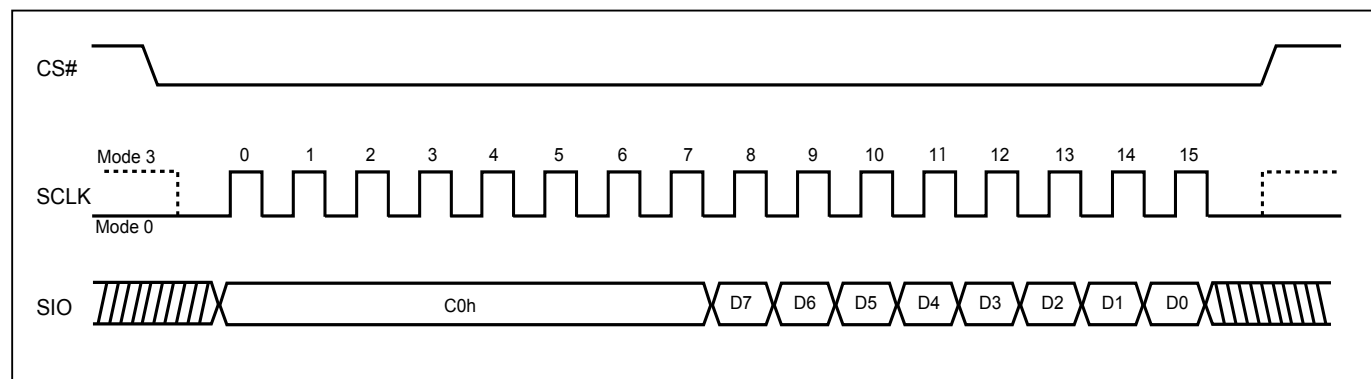 CS#
Mode 3
0 1 2 3 4 5 6 7 8 9 10 11 12 13 14 15
SCLK
Mode 0
SIO
C0h D7 D6 D5 D4 D3 D2 D1 D0